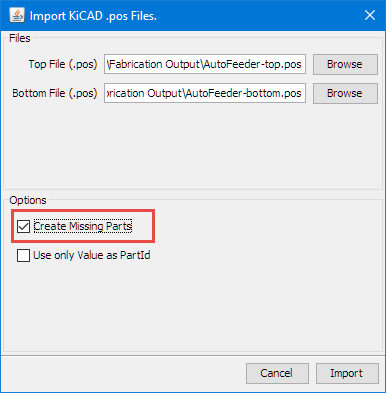 Import KiCAD .pos Files.
Files
Top File (.pos) \Fabrication Output\AutoFeeder-top.pos Browse
Bottom File (.pos) rication Output\AutoFeeder-bottom.pos Browse
Options
Create Missing Parts
Use only Value as PartId
Cancel Import